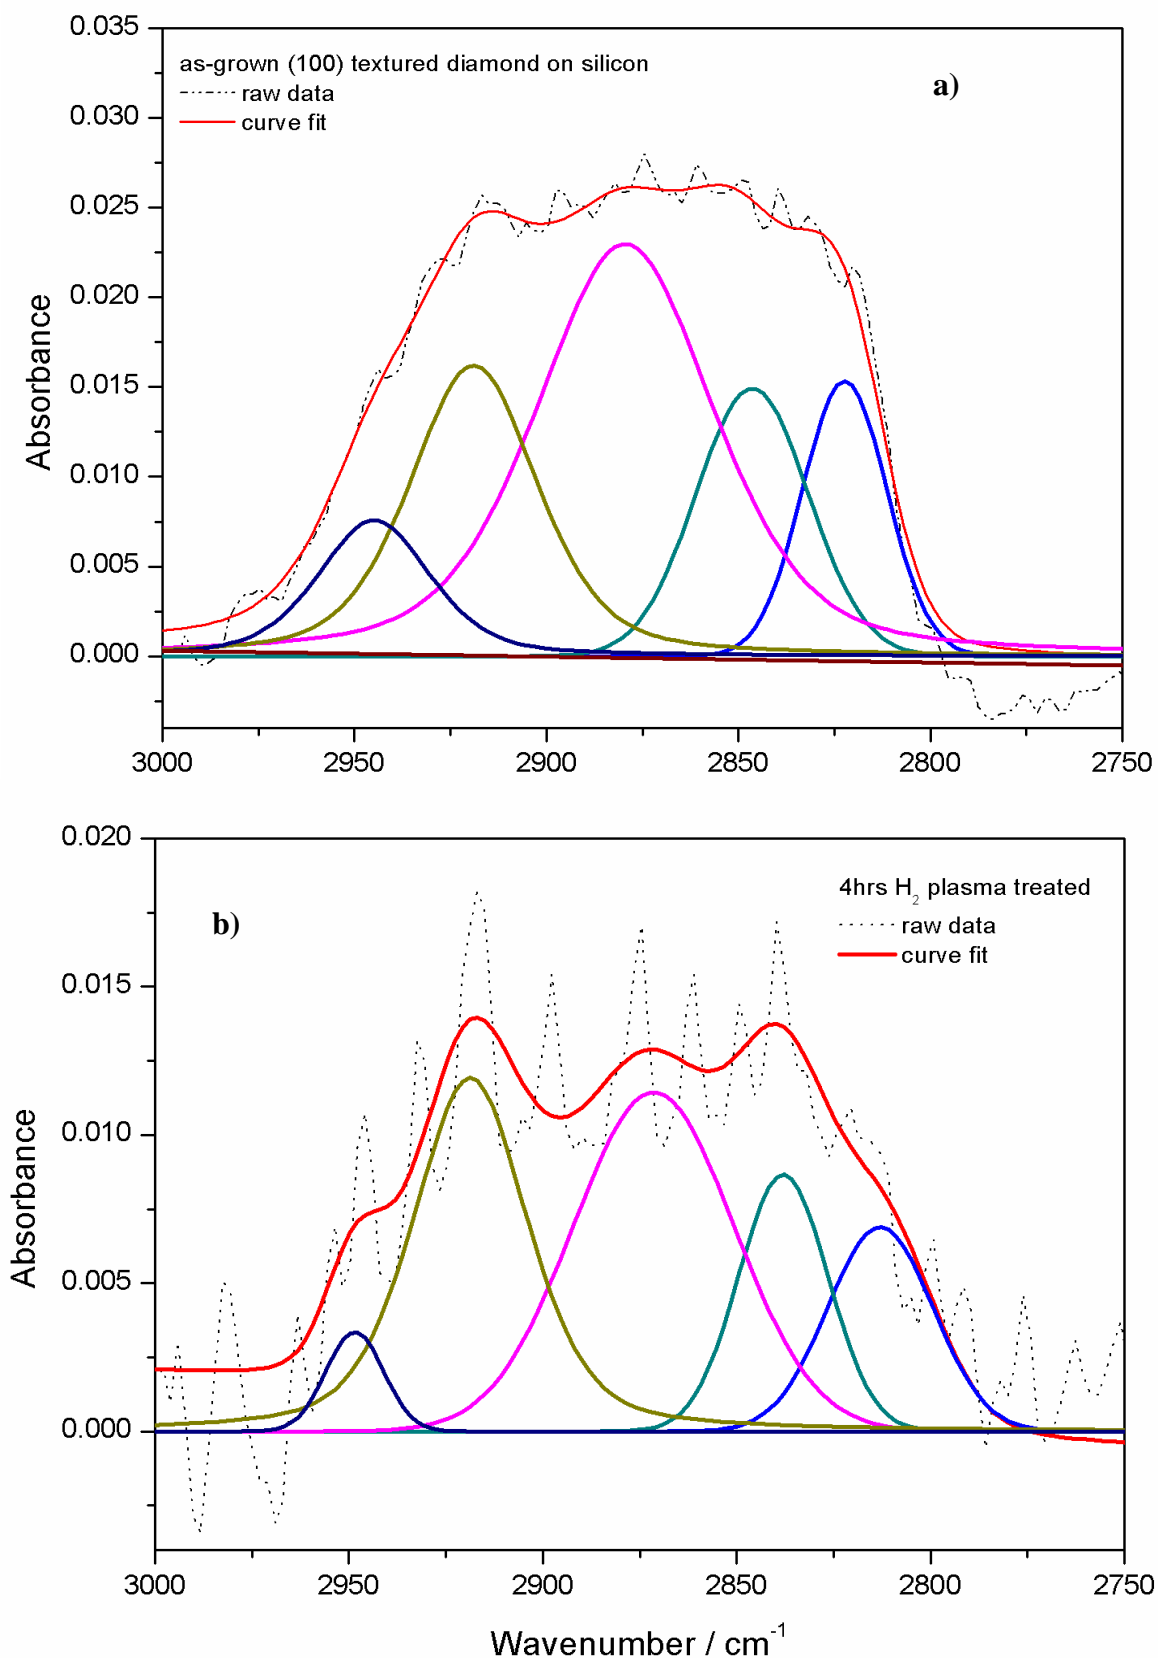 0.035
as-grown (100) textured diamond on silicon
raw data
curve fit
a)
0.030
0.025
0.020
0.015
0.010
0.005
0.000
Absorbance
3000 2950 2900 2850 2800 2750
0.020
4hrs H2 plasma treated
raw data
curve fit
b)
0.015
0.010
0.005
0.000
Absorbance
3000 2950 2900 2850 2800 2750
Wavenumber / cm-1